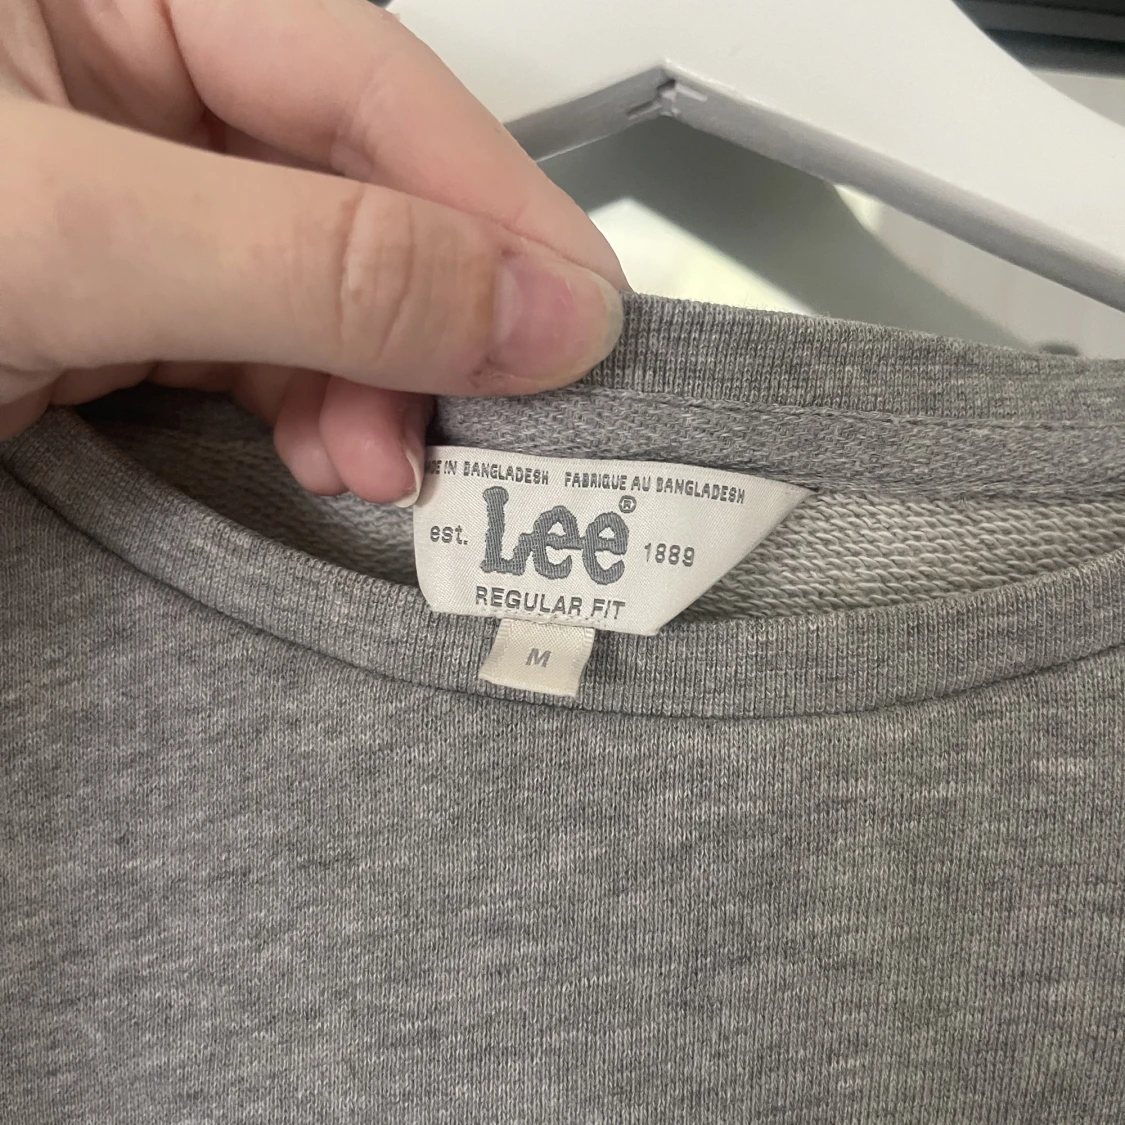 IN BANGLADESH FABRIQUE AU BANGLADESH
est. Lee® 1889
REGULAR FIT
M